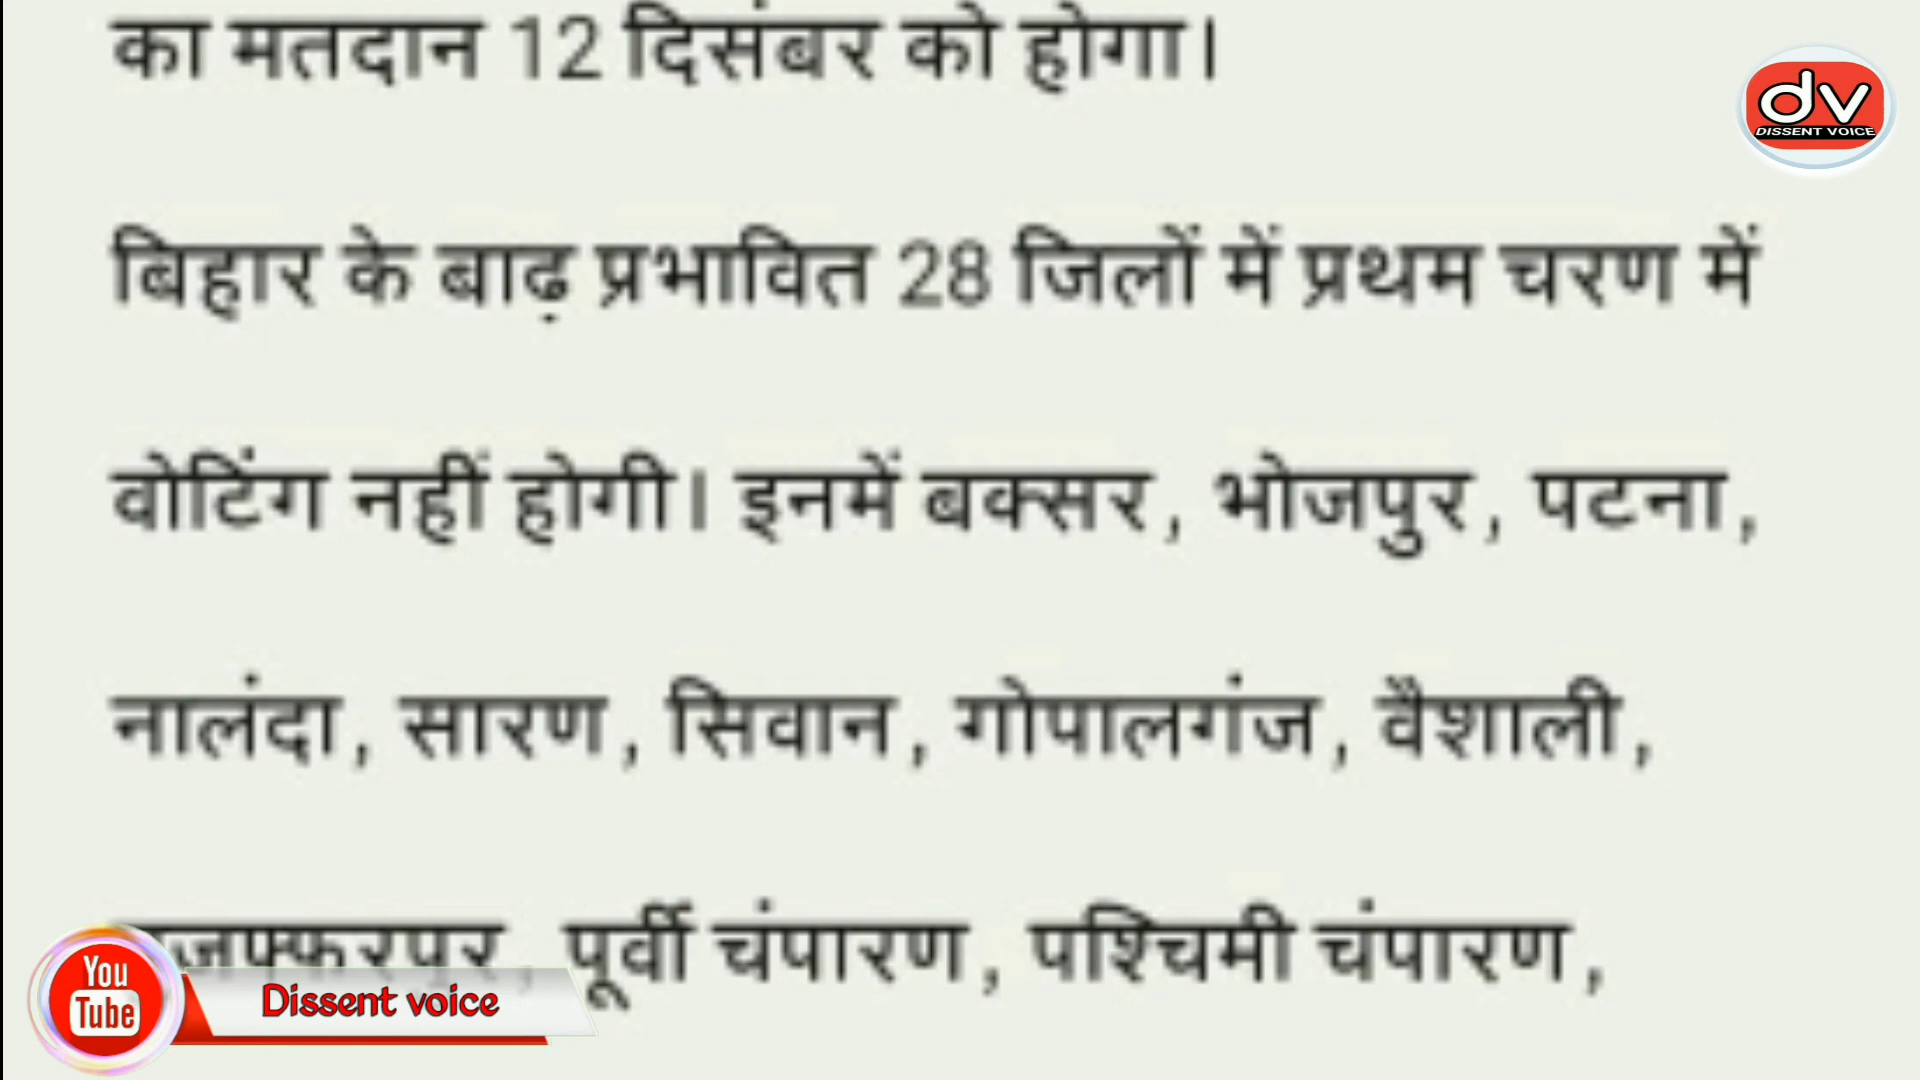 का मतदान 12 दिसंबर को होगा।
dv
DISSENT VOICE
बिहार के बाढ़ प्रभावित 28 जिलों में प्रथम चरण में
वोटिंग नहीं होगी। इनमें बक्सर, भोजपुर, पटना,
नालंदा, सारण, सिवान, गोपालगंज, वैशाली,
पूर्वी चंपारण, पश्चिमी चंपारण,
You
Tube
Dissent voice